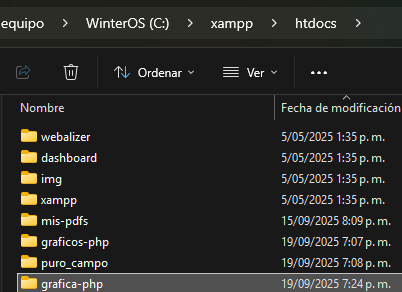 equipo > WinterOS (C:) > xampp > htdocs >
Ordenar Ver ...
Nombre Fecha de modificación
webalizer 5/05/2025 1:35 p. m.
dashboard 5/05/2025 1:35 p. m.
img 5/05/2025 1:35 p. m.
xampp 5/05/2025 1:35 p. m.
mis-pdfs 15/09/2025 8:09 p. m.
graficos-php 19/09/2025 7:07 p. m.
puro_campo 19/09/2025 7:08 p. m.
grafica-php 19/09/2025 7:24 p. m.